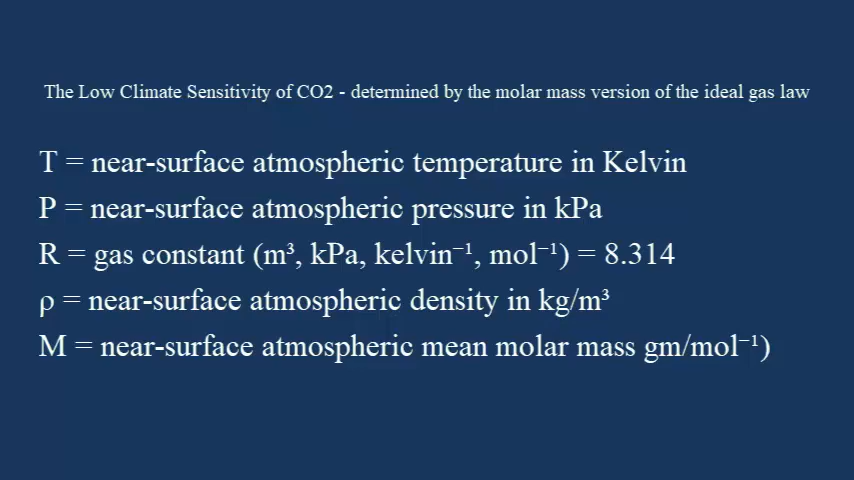 The Low Climate Sensitivity of CO2 - determined by the molar mass version of the ideal gas law
T = near-surface atmospheric temperature in Kelvin
P = near-surface atmospheric pressure in kPa
R = gas constant (m³, kPa, kelvin⁻¹, mol⁻¹) = 8.314
ρ = near-surface atmospheric density in kg/m³
M = near-surface atmospheric mean molar mass gm/mol⁻¹)